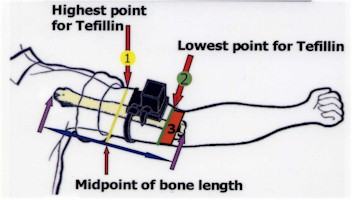 Highest point
for Tefillin
Lowest point for Tefillin
1
2
3
Midpoint of bone length